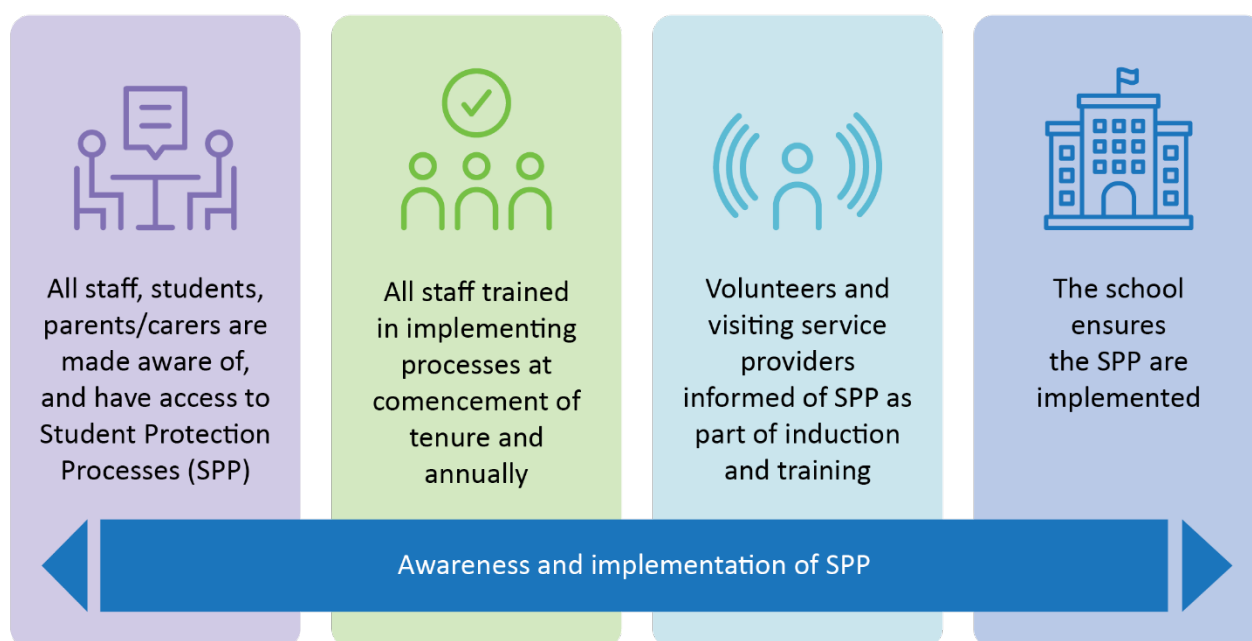 All staff, students,
parents/carers are
made aware of,
and have access to
Student Protection
Processes (SPP)
All staff trained
in implementing
processes at
comencement of
tenure and
annually
Volunteers and
visiting service
providers
informed of SPP as
part of induction
and training
The school
ensures
the SPP are
implemented
Awareness and implementation of SPP